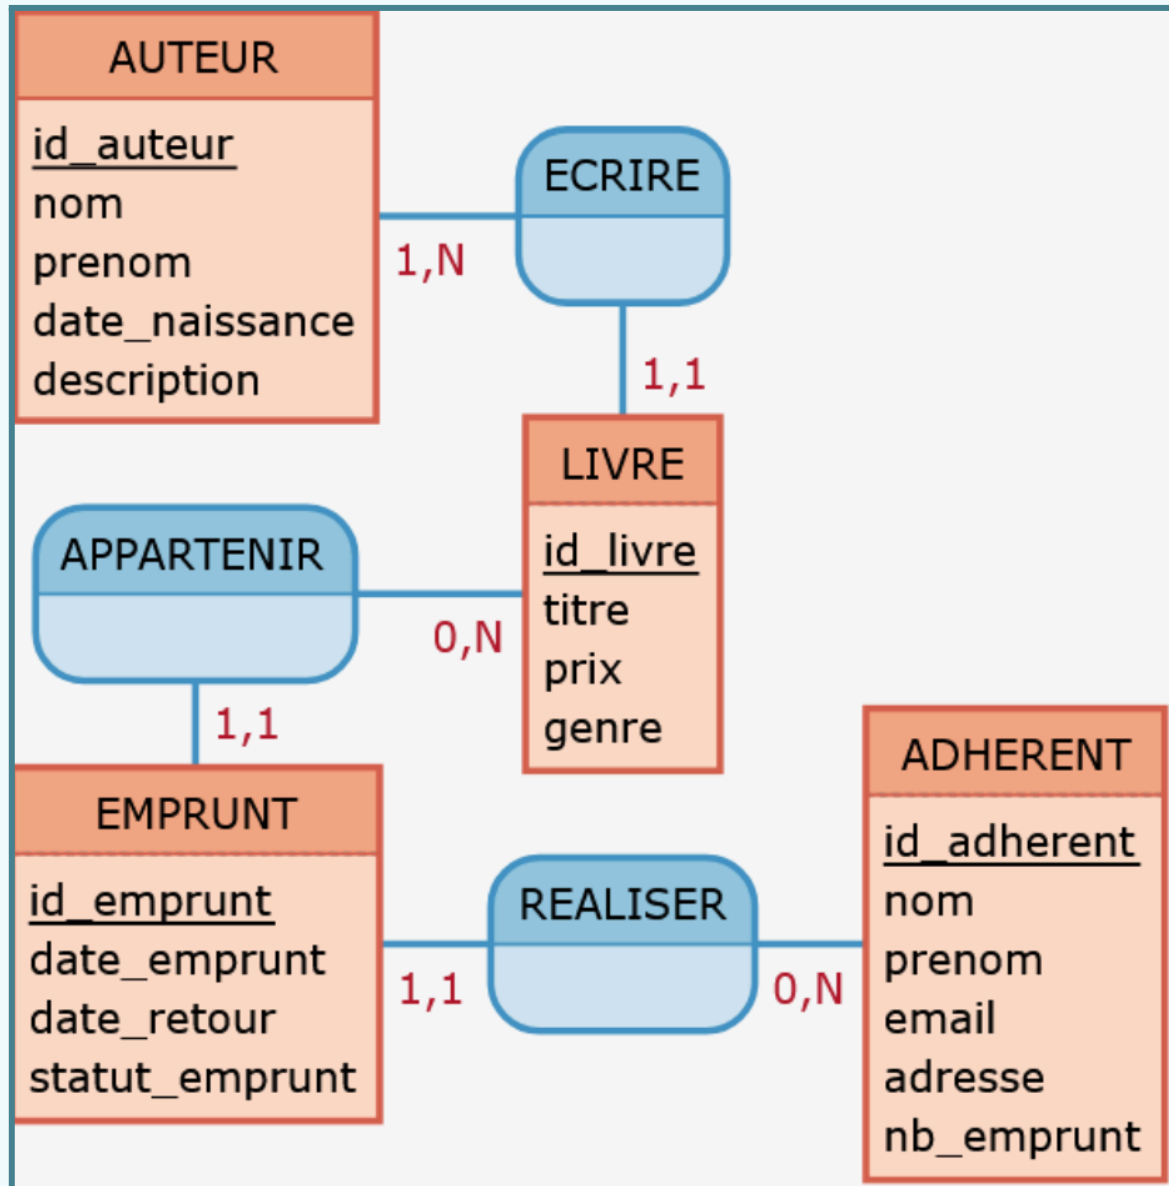 AUTEUR
id_auteur
nom
prenom
date_naissance
description
1,N
ECRIRE
1,1
LIVRE
id_livre
titre
prix
genre
APPARTENIR
0,N
1,1
EMPRUNT
id_emprunt
date_emprunt
date_retour
statut_emprunt
1,1
REALISER
0,N
ADHERENT
id_adherent
nom
prenom
email
adresse
nb_emprunt